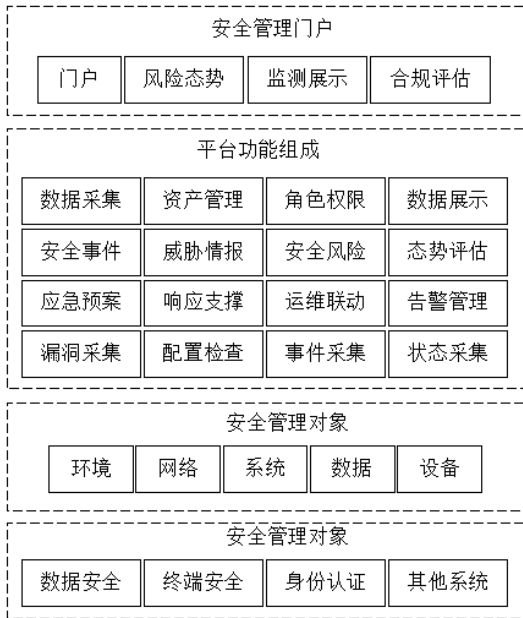 安全管理门户
门户 风险态势 监测展示 合规评估
平台功能组成
数据采集 资产管理 角色权限 数据展示
安全事件 威胁情报 安全风险 态势评估
应急预案 响应支撑 运维联动 告警管理
漏洞采集 配置检查 事件采集 状态采集
安全管理对象
环境 网络 系统 数据 设备
安全管理对象
数据安全 终端安全 身份认证 其他系统